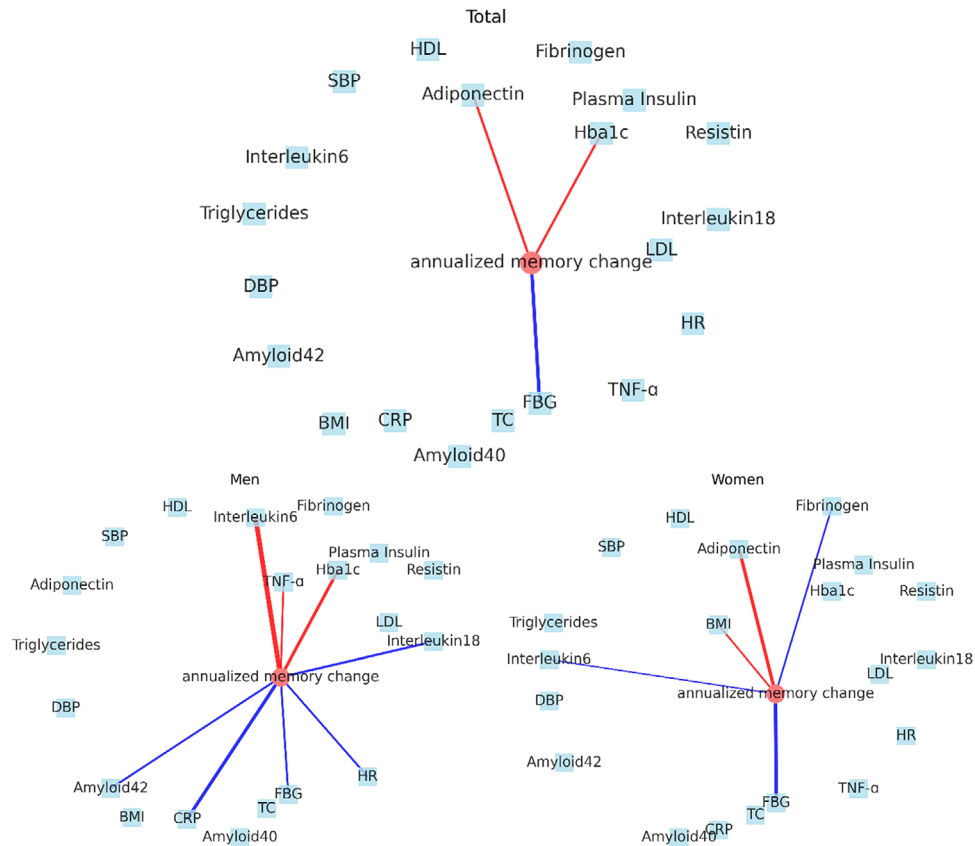 Total
HDL
Fibrinogen
SBP
Adiponectin
Plasma Insulin
Hba1c
Resistin
Interleukin6
Triglycerides
Interleukin18
LDL
annualized memory change
DBP
HR
Amyloid42
TNF-α
FBG
BMI
CRP
TC
Amyloid40
Men
HDL
Interleukin6
Fibrinogen
SBP
Plasma Insulin
Hba1c
Resistin
TNF-α
Adiponectin
LDL
Interleukin18
Triglycerides
annualized memory change
DBP
HR
Amyloid42
FBG
TC
BMI
CRP
Amyloid40
Women
Fibrinogen
HDL
SBP
Adiponectin
Plasma Insulin
Hba1c
Resistin
Triglycerides
BMI
Interleukin6
Interleukin18
LDL
annualized memory change
DBP
HR
Amyloid42
TNF-α
FBG
TC
CRP
Amyloid40